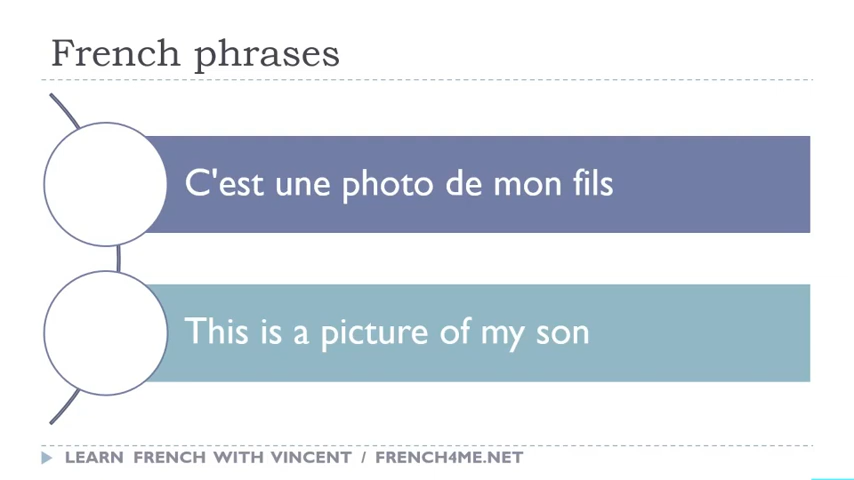 French phrases
C'est une photo de mon fils
This is a picture of my son
LEARN FRENCH WITH VINCENT / FRENCH4ME.NET